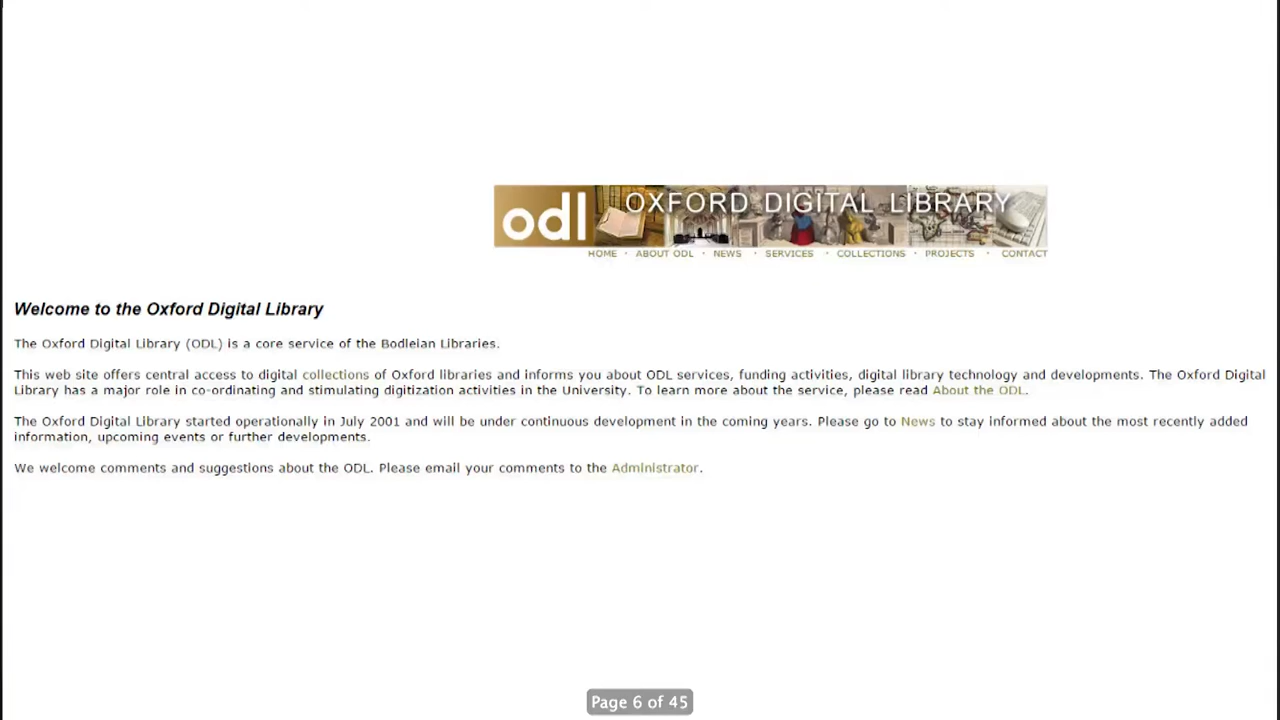 odl OXFORD DIGITAL LIBRARY
HOME · ABOUT ODL · NEWS · SERVICES · COLLECTIONS · PROJECTS · CONTACT
Welcome to the Oxford Digital Library
The Oxford Digital Library (ODL) is a core service of the Bodleian Libraries.
This web site offers central access to digital collections of Oxford libraries and informs you about ODL services, funding activities, digital library technology and developments. The Oxford Digital
Library has a major role in co-ordinating and stimulating digitization activities in the University. To learn more about the service, please read About the ODL.
The Oxford Digital Library started operationally in July 2001 and will be under continuous development in the coming years. Please go to News to stay informed about the most recently added
information, upcoming events or further developments.
We welcome comments and suggestions about the ODL. Please email your comments to the Administrator.
Page 6 of 45